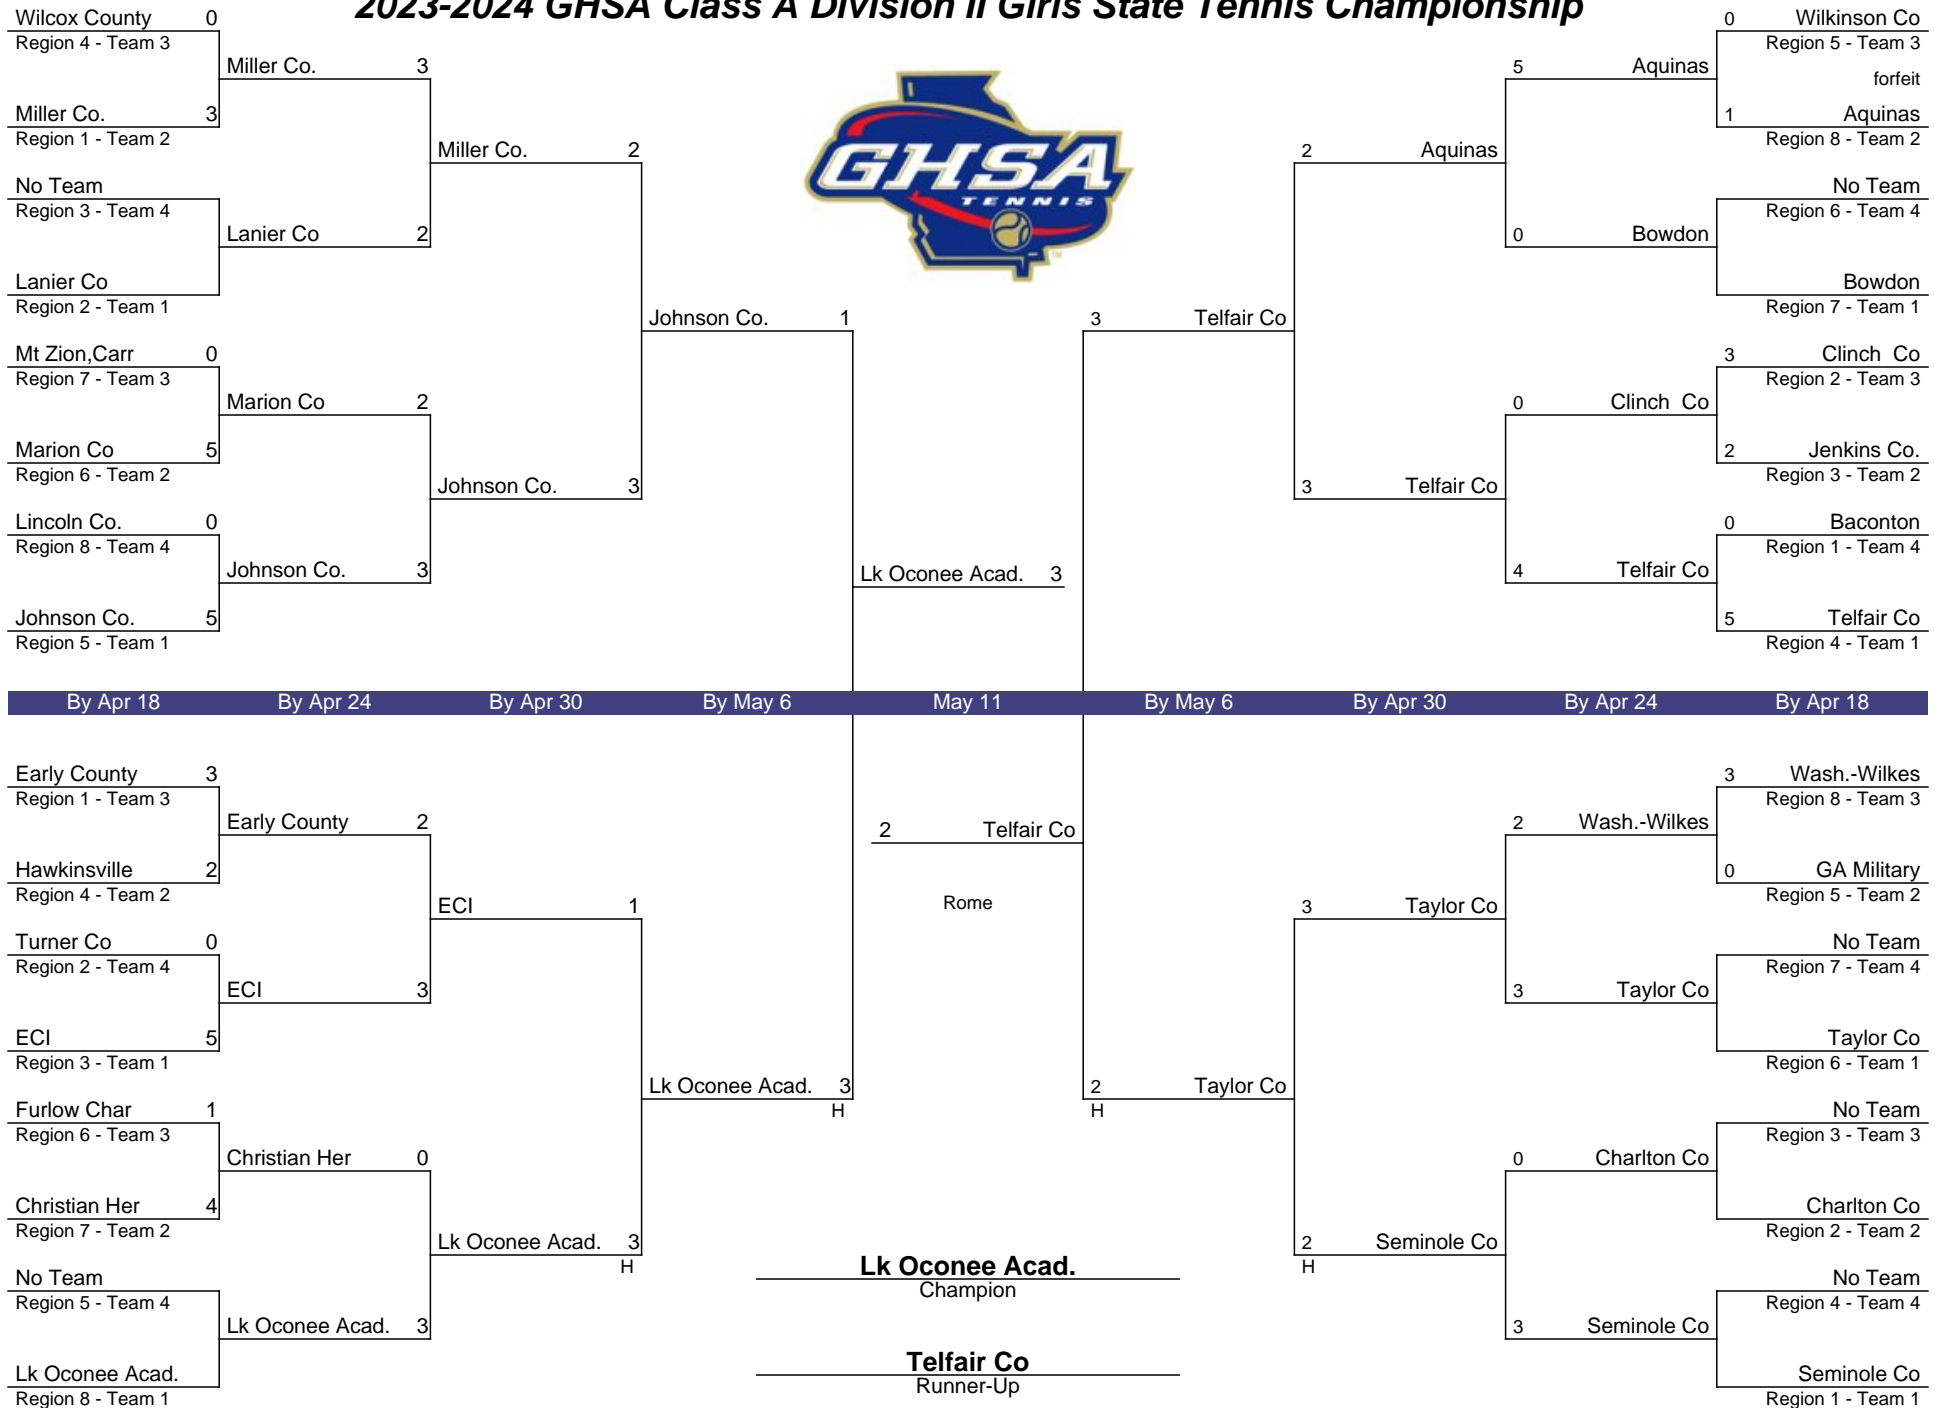 2023-2024 GHSA Class A Division II Girls State Tennis Championship
GHSA
TENNIS
TM
Wilcox County 0
Region 4 - Team 3
Miller Co. 3
Miller Co. 3
Region 1 - Team 2
Miller Co. 2
No Team
Region 3 - Team 4
Lanier Co 2
Lanier Co
Region 2 - Team 1
Johnson Co. 1
Mt Zion,Carr 0
Region 7 - Team 3
Marion Co 2
Marion Co 5
Region 6 - Team 2
Johnson Co. 3
Lincoln Co. 0
Region 8 - Team 4
Johnson Co. 3
Johnson Co. 5
Region 5 - Team 1
Lk Oconee Acad. 3
0 Wilkinson Co
Region 5 - Team 3
5 Aquinas
forfeit
1 Aquinas
Region 8 - Team 2
2 Aquinas
No Team
Region 6 - Team 4
0 Bowdon
Bowdon
Region 7 - Team 1
3 Telfair Co
3 Clinch  Co
Region 2 - Team 3
0 Clinch  Co
2 Jenkins Co.
Region 3 - Team 2
3 Telfair Co
0 Baconton
Region 1 - Team 4
4 Telfair Co
5 Telfair Co
Region 4 - Team 1
By Apr 18 By Apr 24 By Apr 30 By May 6 May 11 By May 6 By Apr 30 By Apr 24 By Apr 18
Early County 3
Region 1 - Team 3
Early County 2
Hawkinsville 2
Region 4 - Team 2
ECI 1
Turner Co 0
Region 2 - Team 4
ECI 3
ECI 5
Region 3 - Team 1
Lk Oconee Acad. 3
H
Furlow Char 1
Region 6 - Team 3
Christian Her 0
Christian Her 4
Region 7 - Team 2
Lk Oconee Acad. 3
H
No Team
Region 5 - Team 4
Lk Oconee Acad. 3
Lk Oconee Acad.
Region 8 - Team 1
2 Telfair Co
Rome
3 Wash.-Wilkes
Region 8 - Team 3
2 Wash.-Wilkes
0 GA Military
Region 5 - Team 2
3 Taylor Co
No Team
Region 7 - Team 4
3 Taylor Co
Taylor Co
Region 6 - Team 1
2 Taylor Co
H
No Team
Region 3 - Team 3
0 Charlton Co
Charlton Co
Region 2 - Team 2
2 Seminole Co
H
No Team
Region 4 - Team 4
3 Seminole Co
Seminole Co
Region 1 - Team 1
Lk Oconee Acad.
Champion
Telfair Co
Runner-Up